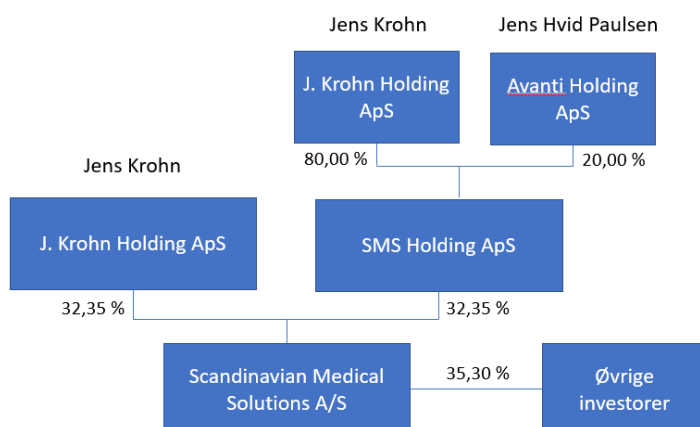 Jens Krohn
Jens Hvid Paulsen
J. Krohn Holding
ApS
Avanti Holding
ApS
80,00 %
20,00 %
Jens Krohn
J. Krohn Holding ApS
SMS Holding ApS
32,35 %
32,35 %
Scandinavian Medical
Solutions A/S
35,30 %
Øvrige
investorer